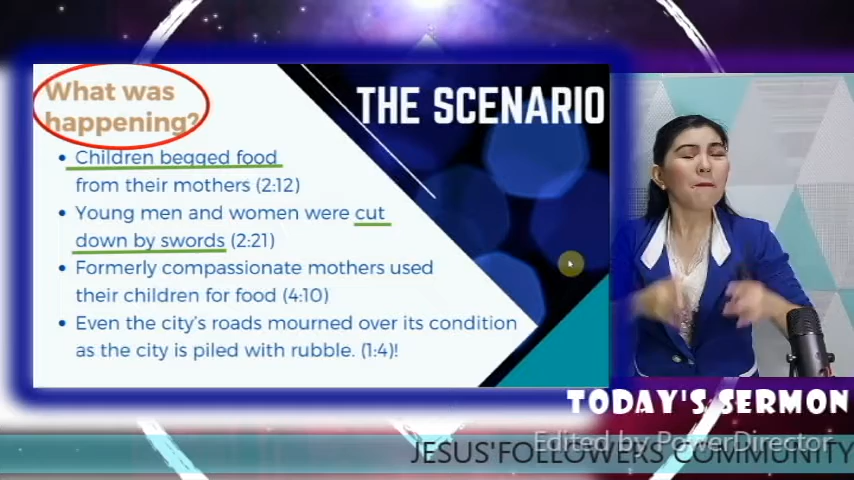 What was
happening?
THE SCENARIO
• Children begged food
from their mothers (2:12)
• Young men and women were cut
down by swords (2:21)
• Formerly compassionate mothers used
their children for food (4:10)
• Even the city's roads mourned over its condition
as the city is piled with rubble. (1:4)!
TODAY'S SERMON
Edited by PowerDirector
JESUS'FOLLOWERS COMMUNITY